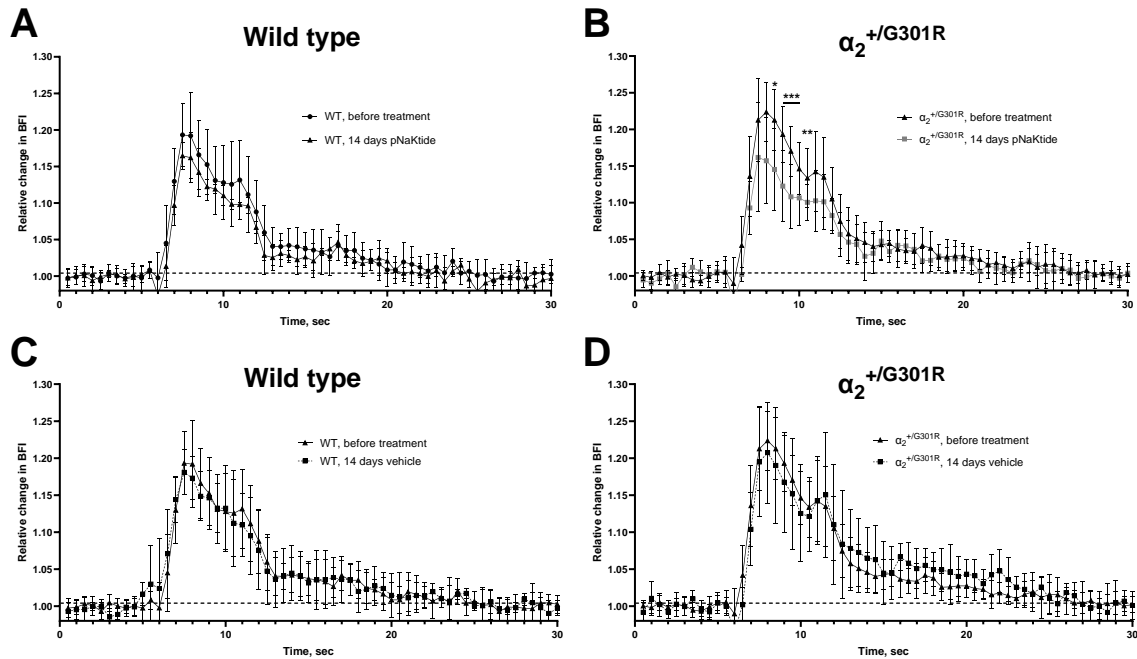 A
Wild type
Relative change in BFI
1.30
1.25
1.20
1.15
1.10
1.05
1.00
WT, before treatment
WT, 14 days pNaKtide
0
10
20
30
Time, sec
B
α₂⁺/ᴳ³⁰¹ᴿ
Relative change in BFI
1.30
1.25
1.20
1.15
1.10
1.05
1.00
*
***
**
α₂⁺/ᴳ³⁰¹ᴿ, before treatment
α₂⁺/ᴳ³⁰¹ᴿ, 14 days pNaKtide
0
10
20
30
Time, sec
C
Wild type
Relative change in BFI
1.30
1.25
1.20
1.15
1.10
1.05
1.00
WT, before treatment
WT, 14 days vehicle
0
10
20
30
Time, sec
D
α₂⁺/ᴳ³⁰¹ᴿ
Relative change in BFI
1.30
1.25
1.20
1.15
1.10
1.05
1.00
α₂⁺/ᴳ³⁰¹ᴿ, before treatment
α₂⁺/ᴳ³⁰¹ᴿ, 14 days vehicle
0
10
20
30
Time, sec